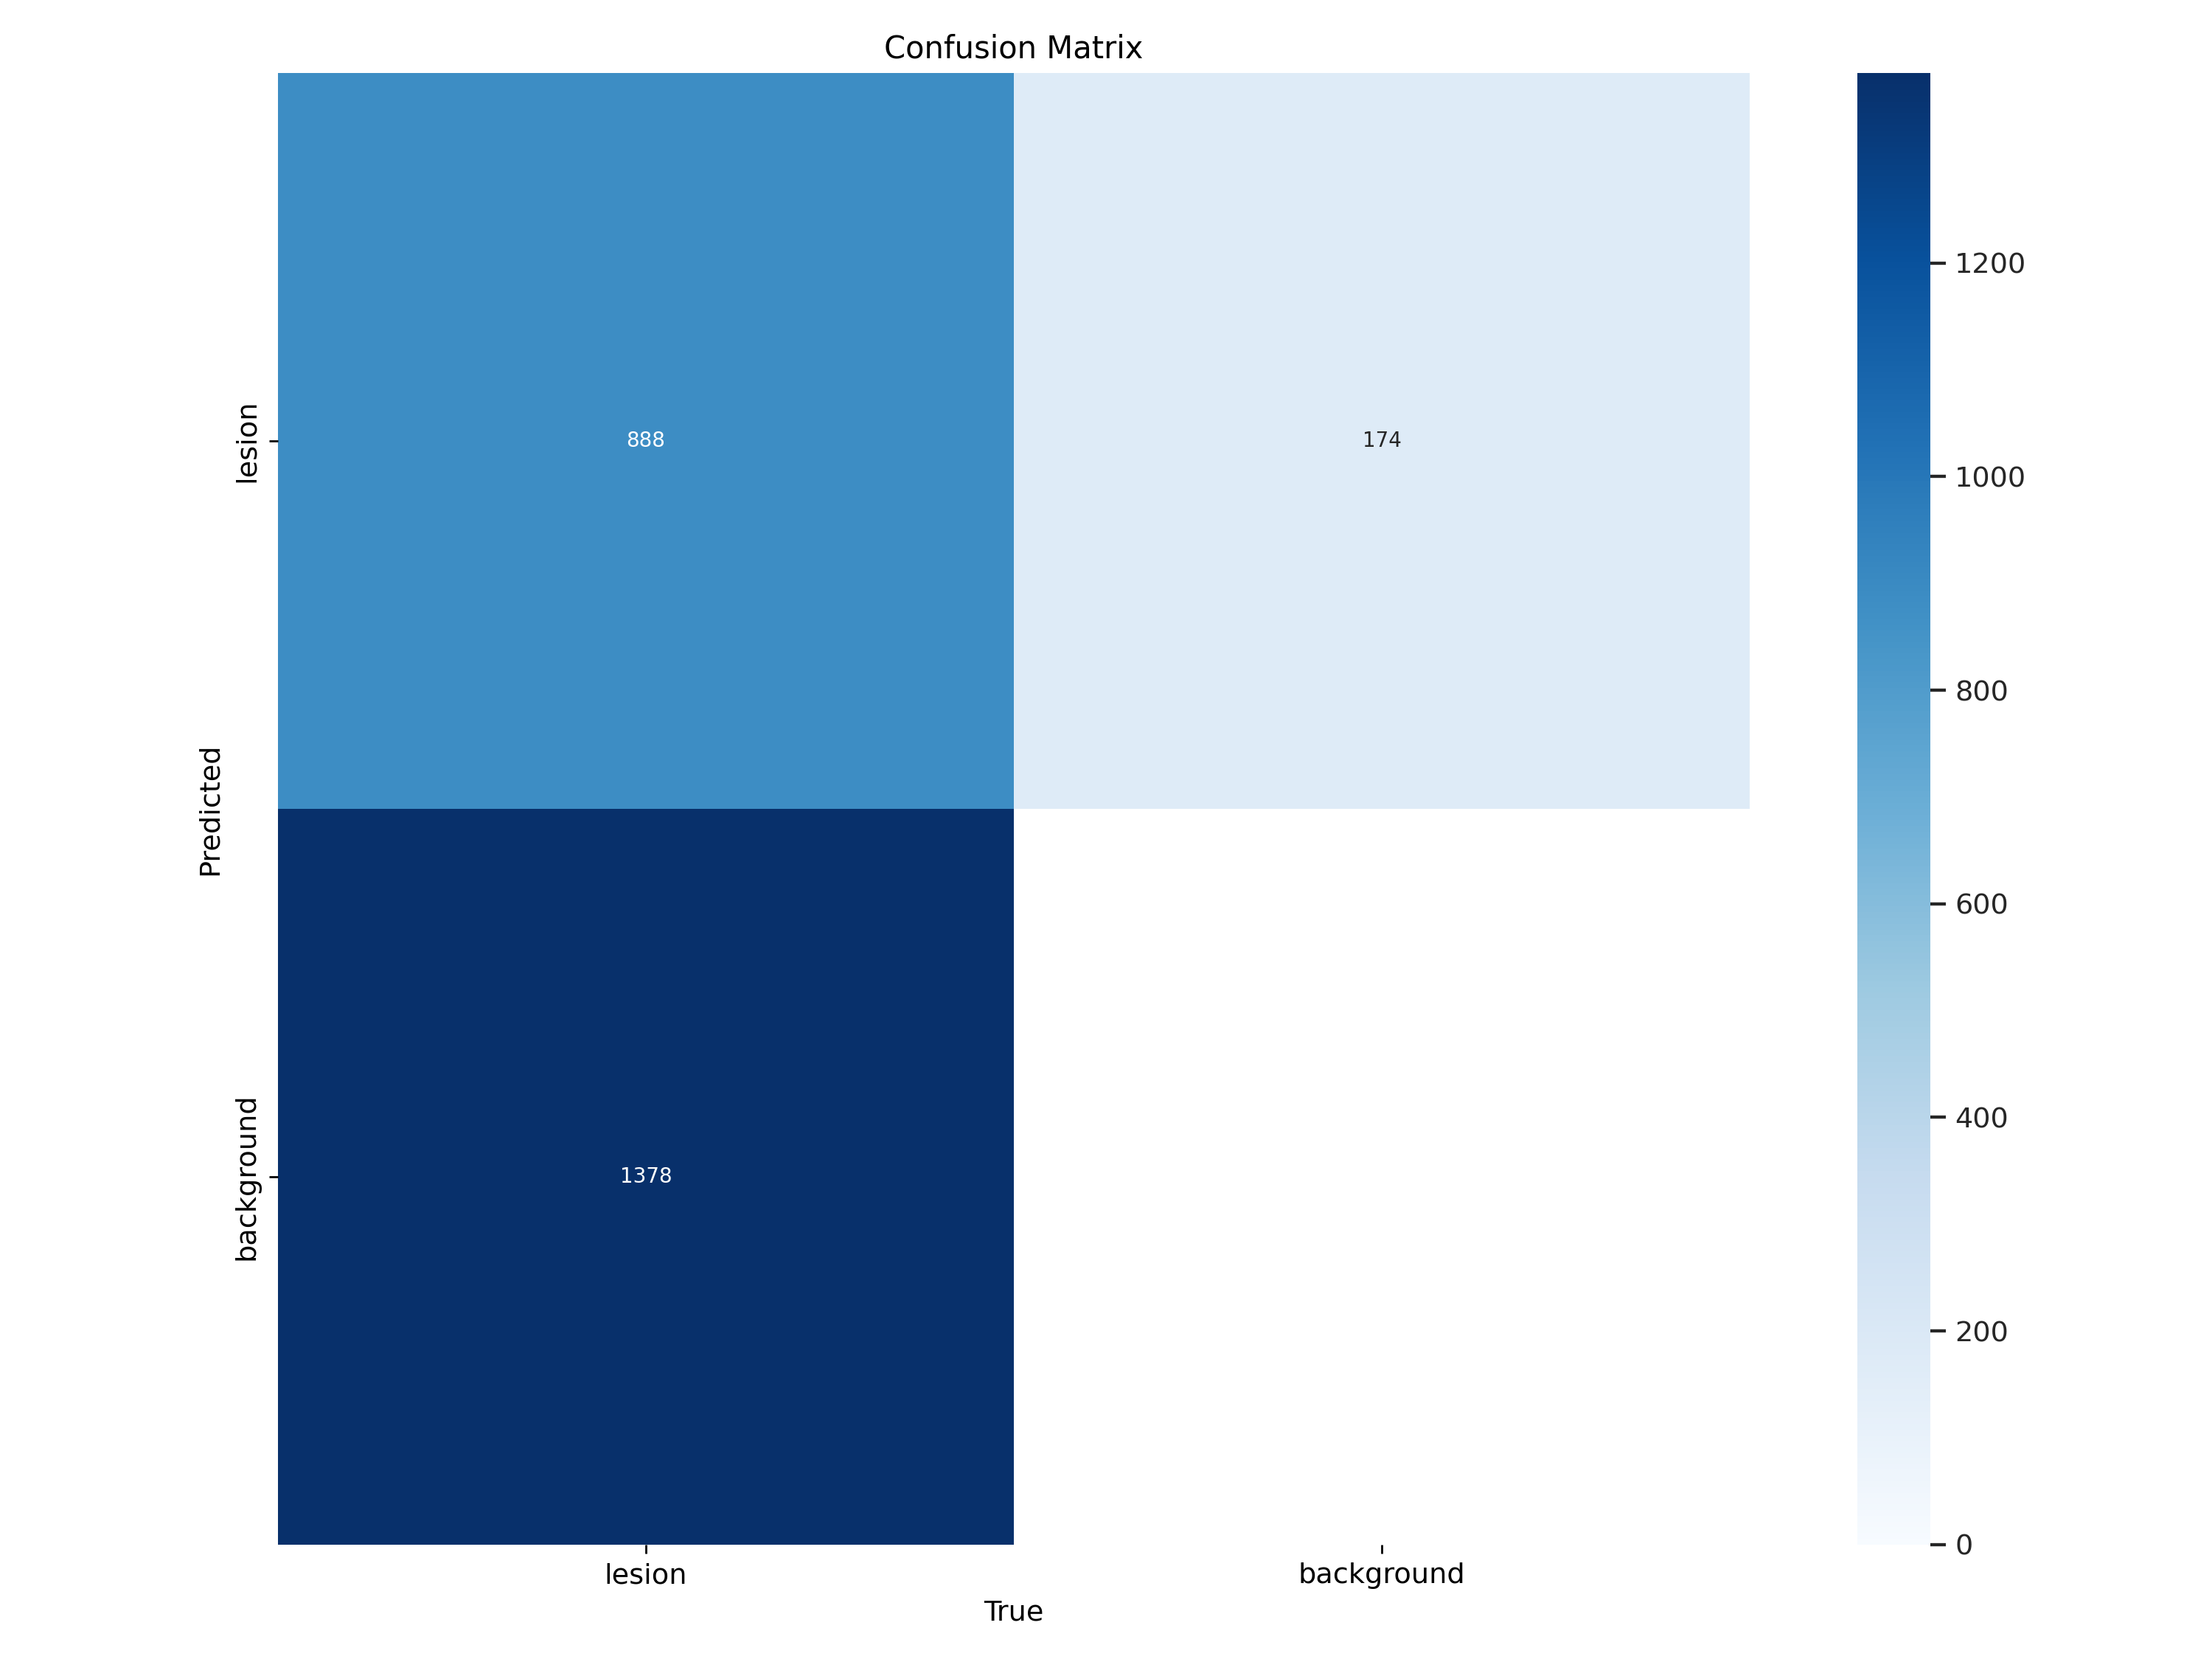 Confusion Matrix
Predicted
lesion
background
888
174
1378
lesion
background
True
1200
1000
800
600
400
200
0